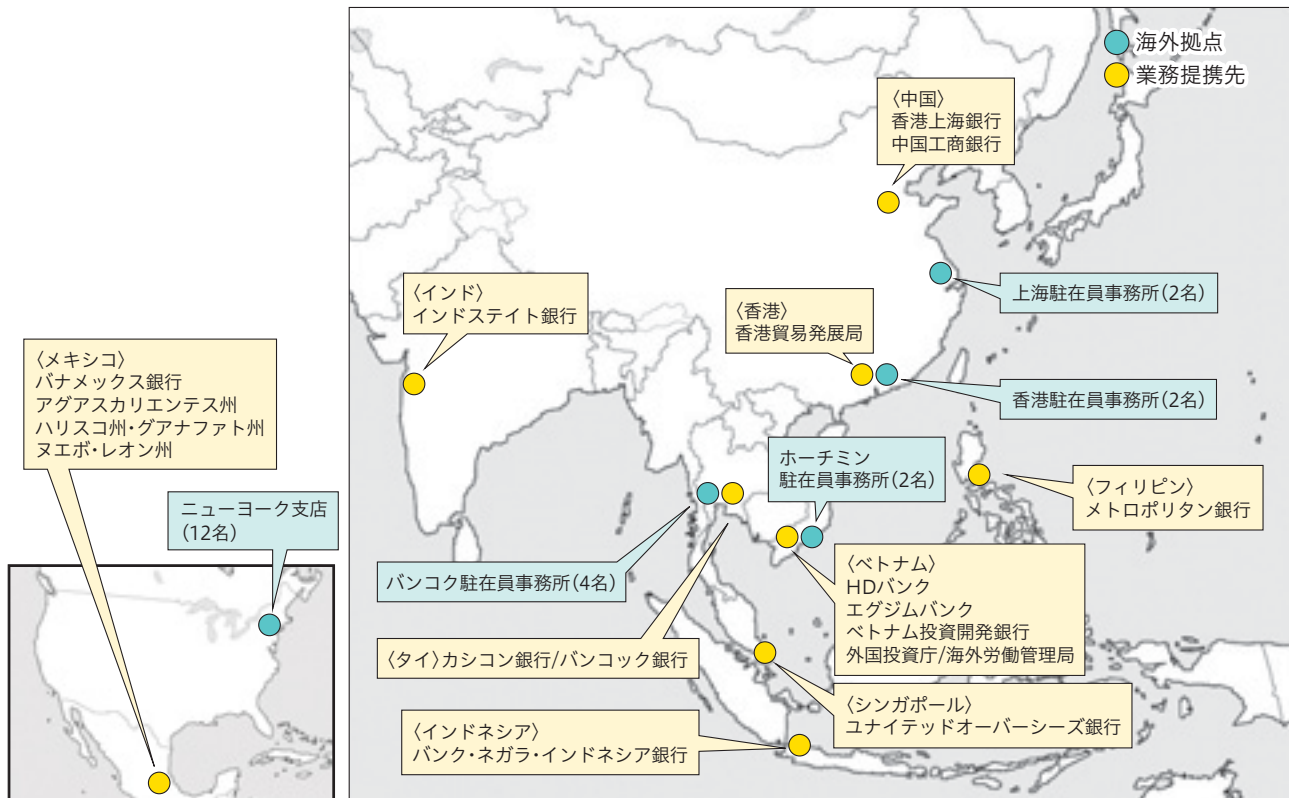 海外拠点
業務提携先
〈中国〉
香港上海銀行
中国工商銀行
上海駐在員事務所(2名)
〈インド〉
インドステイト銀行
〈香港〉
香港貿易発展局
香港駐在員事務所(2名)
〈メキシコ〉
バナメックス銀行
アグアスカリエンテス州
ハリスコ州・グアナファト州
ヌエボ・レオン州
ニューヨーク支店
(12名)
ホーチミン
駐在員事務所(2名)
〈フィリピン〉
メトロポリタン銀行
バンコク駐在員事務所(4名)
〈ベトナム〉
HDバンク
エグジムバンク
ベトナム投資開発銀行
外国投資庁/海外労働管理局
〈タイ〉カシコン銀行/バンコック銀行
〈シンガポール〉
ユナイテッドオーバーシーズ銀行
〈インドネシア〉
バンク・ネガラ・インドネシア銀行